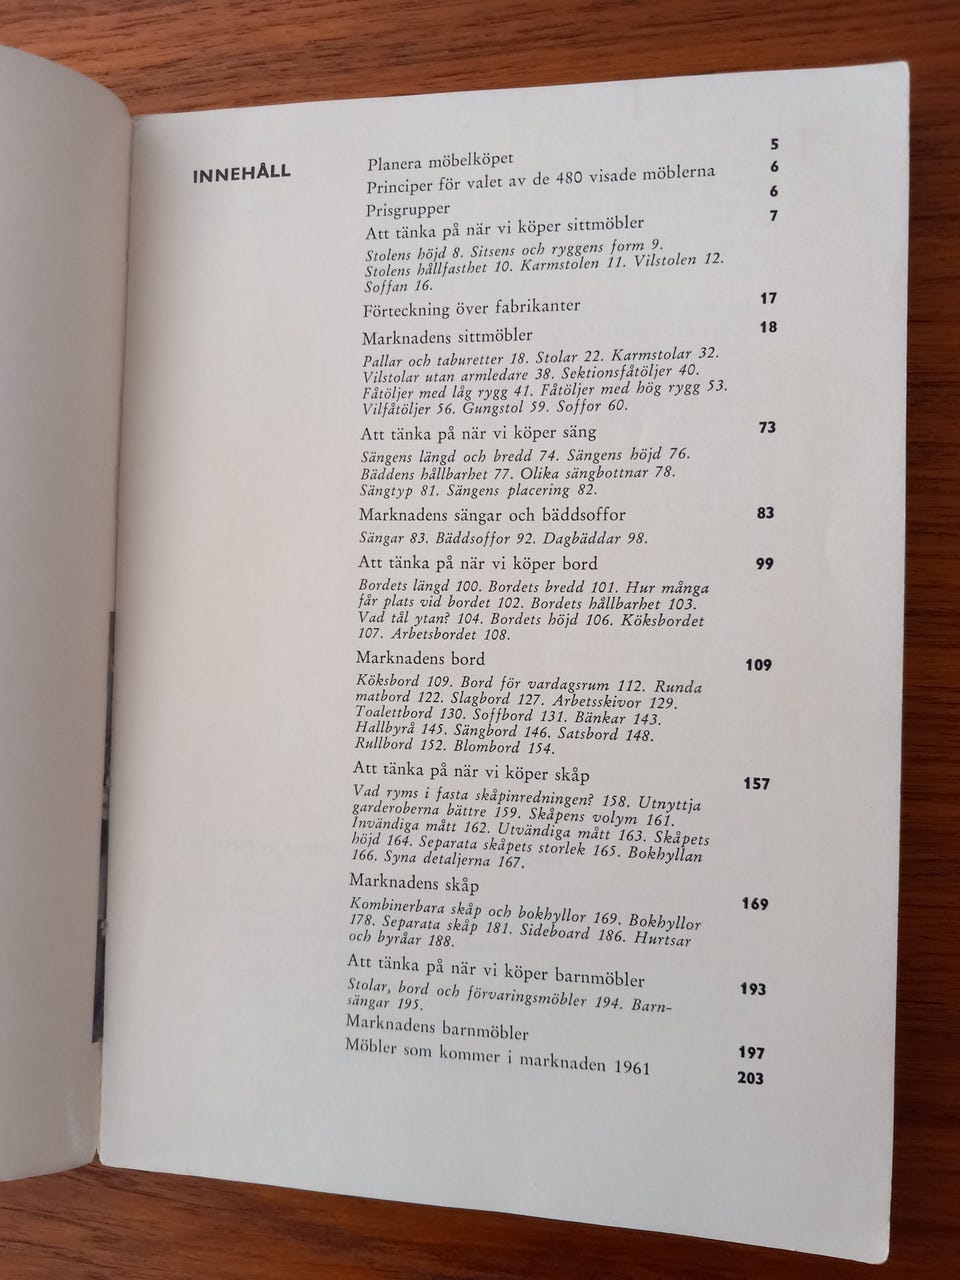 INNEHÅLL
Planera möbelköpet 5
Principer för valet av de 480 visade möblerna 6
Prisgrupper 6
Att tänka på när vi köper sittmöbler 7
Stolens höjd 8. Sitsens och ryggens form 9.
Stolens hållfasthet 10. Karmstolen 11. Vilstolen 12.
Soffan 16.
Förteckning över fabrikanter 17
Marknadens sittmöbler 18
Pallar och taburetter 18. Stolar 22. Karmstolar 32.
Vilstolar utan armledare 38. Sektionsfåtöljer 40.
Fåtöljer med låg rygg 41. Fåtöljer med hög rygg 53.
Vilfåtöljer 56. Gungstol 59. Soffor 60.
Att tänka på när vi köper säng 73
Sängens längd och bredd 74. Sängens höjd 76.
Bäddens hållbarhet 77. Olika sängbottnar 78.
Sängtyp 81. Sängens placering 82.
Marknadens sängar och bäddsoffor 83
Sängar 83. Bäddsoffor 92. Dagbäddar 98.
Att tänka på när vi köper bord 99
Bordets längd 100. Bordets bredd 101. Hur många
får plats vid bordet 102. Bordets hållbarhet 103.
Vad tål ytan? 104. Bordets höjd 106. Köksbordet
107. Arbetsbordet 108.
Marknadens bord 109
Köksbord 109. Bord för vardagsrum 112. Runda
matbord 122. Slagbord 127. Arbetsskivor 129.
Toalettbord 130. Soffbord 131. Bänkar 143.
Hallbyrå 145. Sängbord 146. Satsbord 148.
Rullbord 152. Blombord 154.
Att tänka på när vi köper skåp 157
Vad ryms i fasta skåpinredningen? 158. Utnyttja
garderoberna bättre 159. Skåpens volym 161.
Invändiga mått 162. Utvändiga mått 163. Skåpets
höjd 164. Separata skåpets storlek 165. Bokhyllan
166. Syna detaljerna 167.
Marknadens skåp 169
Kombinerbara skåp och bokhyllor 169. Bokhyllor
178. Separata skåp 181. Sideboard 186. Hurtsar
och byråar 188.
Att tänka på när vi köper barnmöbler 193
Stolar, bord och förvaringsmöbler 194. Barn-
sängar 195.
Marknadens barnmöbler 197
Möbler som kommer i marknaden 1961 203